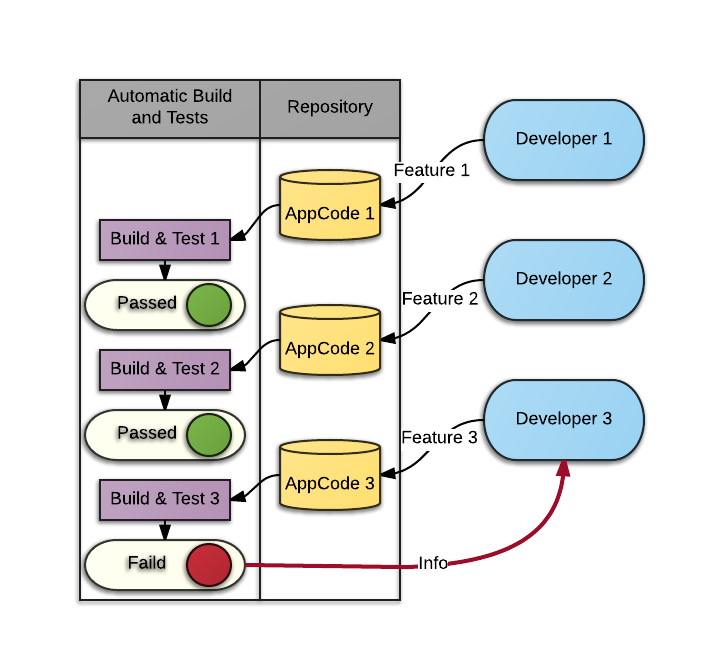 Automatic Build
and Tests
Repository
Developer 1
Feature 1
AppCode 1
Build & Test 1
Passed
Developer 2
Feature 2
AppCode 2
Build & Test 2
Passed
Developer 3
Feature 3
AppCode 3
Build & Test 3
Faild
Info